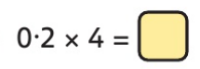 0·2 × 4 =